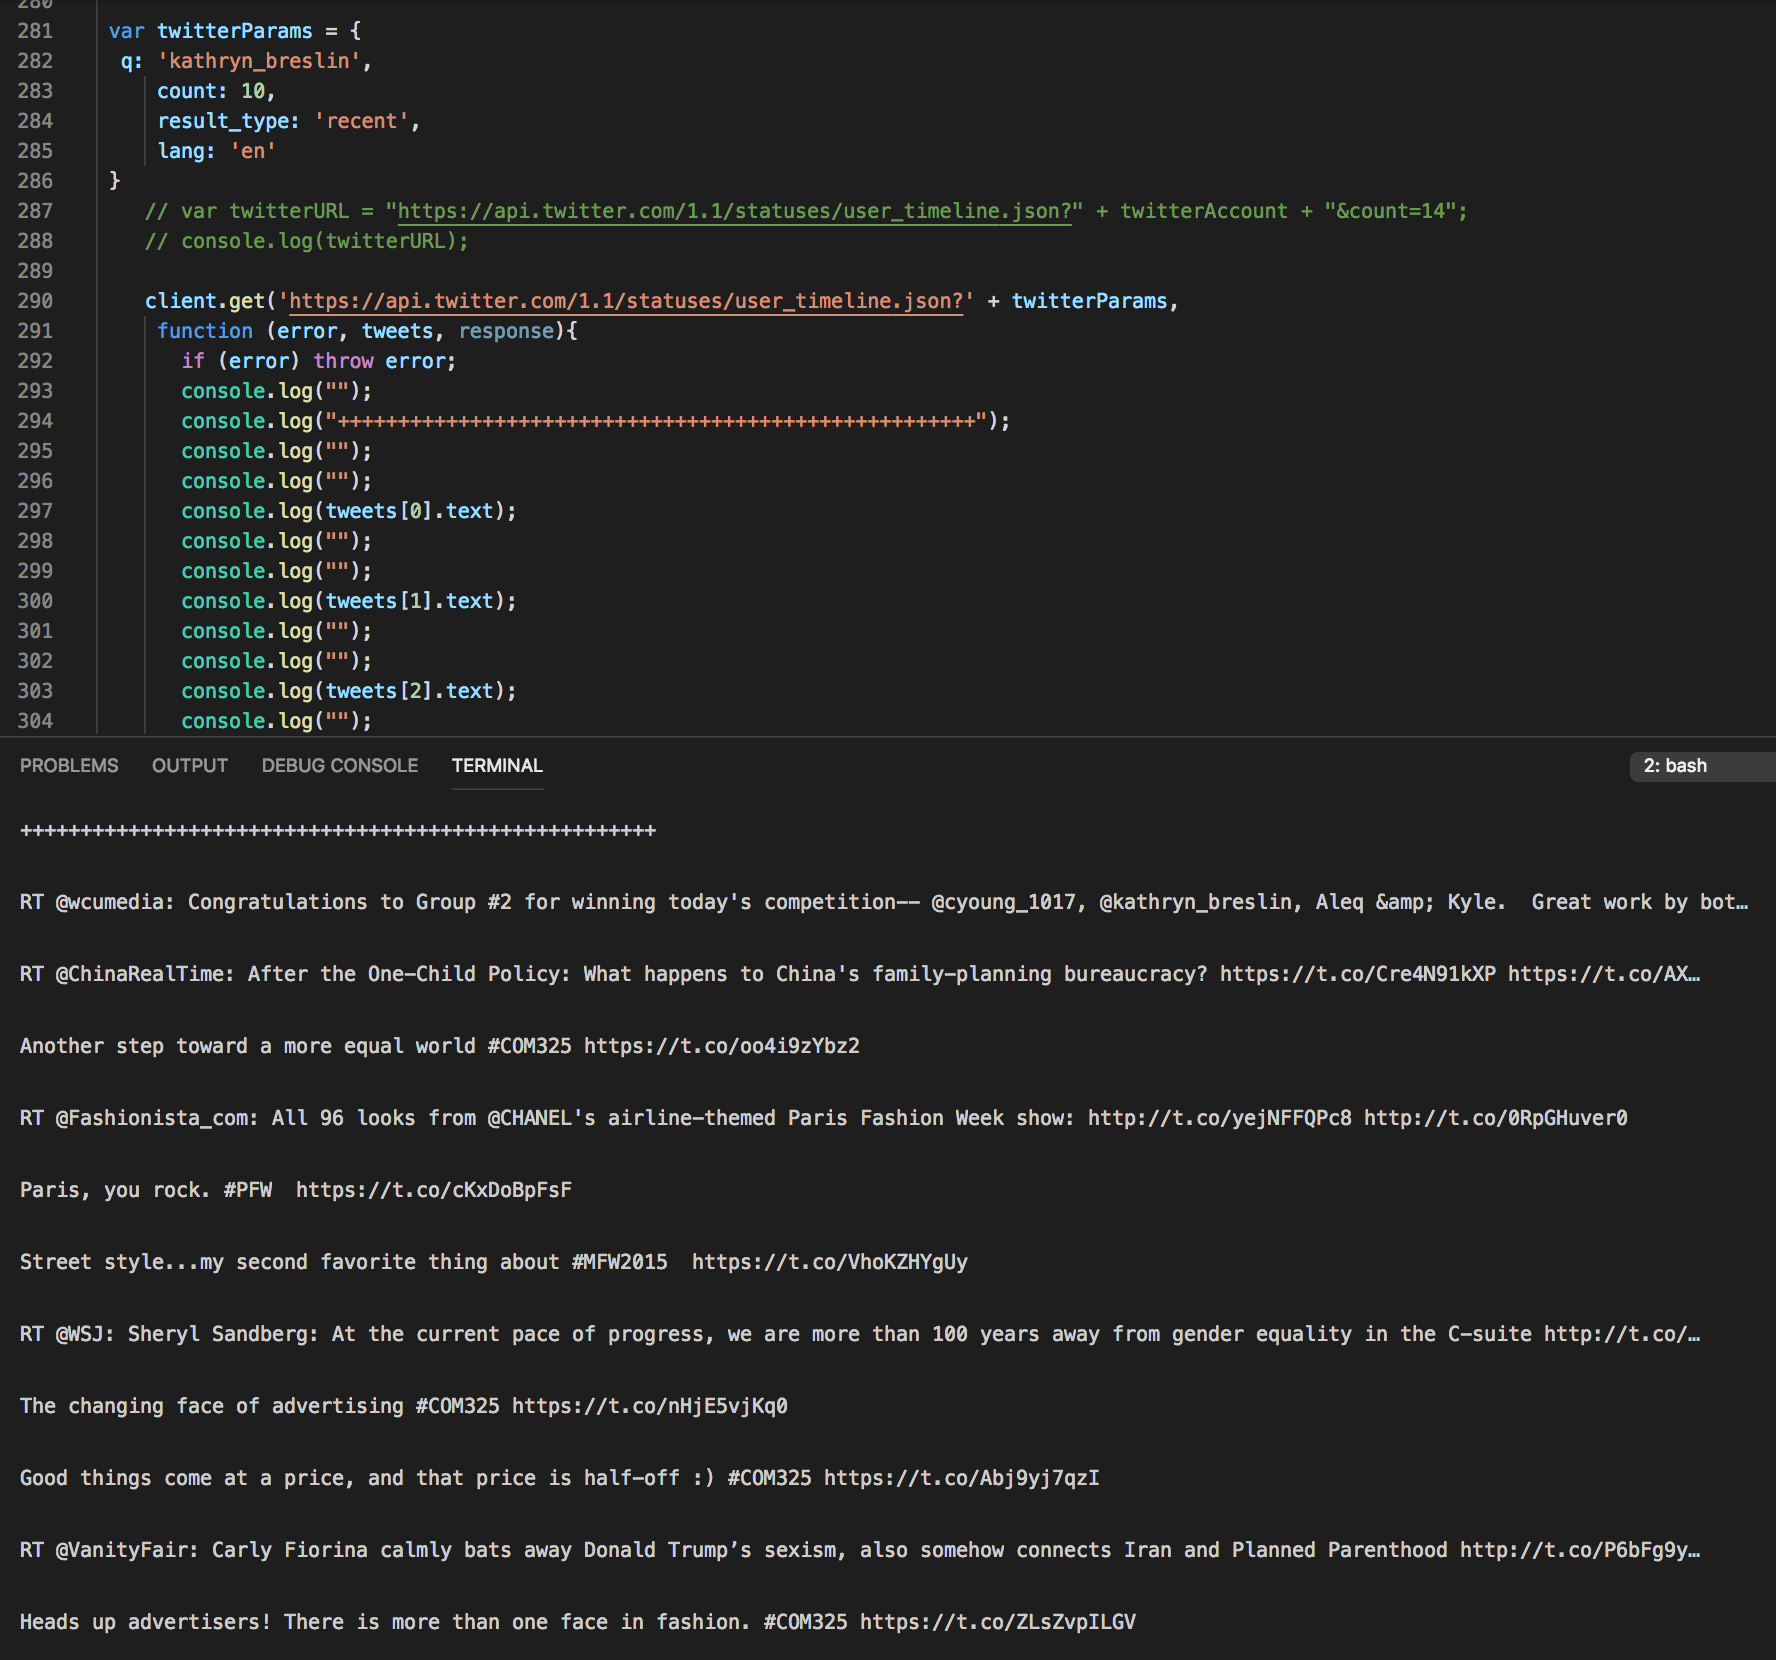 280
281 var twitterParams = {
282 q: 'kathryn_breslin',
283 count: 10,
284 result_type: 'recent',
285 lang: 'en'
286 }
287 // var twitterURL = "https://api.twitter.com/1.1/statuses/user_timeline.json?" + twitterAccount + "&count=14";
288 // console.log(twitterURL);
289
290 client.get('https://api.twitter.com/1.1/statuses/user_timeline.json?' + twitterParams,
291 function (error, tweets, response){
292 if (error) throw error;
293 console.log("");
294 console.log("+++++++++++++++++++++++++++++++++++++++++++++++++++++");
295 console.log("");
296 console.log("");
297 console.log(tweets[0].text);
298 console.log("");
299 console.log("");
300 console.log(tweets[1].text);
301 console.log("");
302 console.log("");
303 console.log(tweets[2].text);
304 console.log("");
PROBLEMS OUTPUT DEBUG CONSOLE TERMINAL 2: bash
+++++++++++++++++++++++++++++++++++++++++++++++++++++
RT @wcumedia: Congratulations to Group #2 for winning today's competition-- @cyoung_1017, @kathryn_breslin, Aleq &amp; Kyle.  Great work by bot…
RT @ChinaRealTime: After the One-Child Policy: What happens to China's family-planning bureaucracy? https://t.co/Cre4N91kXP https://t.co/AX…
Another step toward a more equal world #COM325 https://t.co/oo4i9zYbz2
RT @Fashionista_com: All 96 looks from @CHANEL's airline-themed Paris Fashion Week show: http://t.co/yejNFFQPc8 http://t.co/0RpGHuver0
Paris, you rock. #PFW  https://t.co/cKxDoBpFsF
Street style...my second favorite thing about #MFW2015  https://t.co/VhoKZHYgUy
RT @WSJ: Sheryl Sandberg: At the current pace of progress, we are more than 100 years away from gender equality in the C-suite http://t.co/…
The changing face of advertising #COM325 https://t.co/nHjE5vjKq0
Good things come at a price, and that price is half-off :) #COM325 https://t.co/Abj9yj7qzI
RT @VanityFair: Carly Fiorina calmly bats away Donald Trump’s sexism, also somehow connects Iran and Planned Parenthood http://t.co/P6bFg9y…
Heads up advertisers! There is more than one face in fashion. #COM325 https://t.co/ZLsZvpILGV